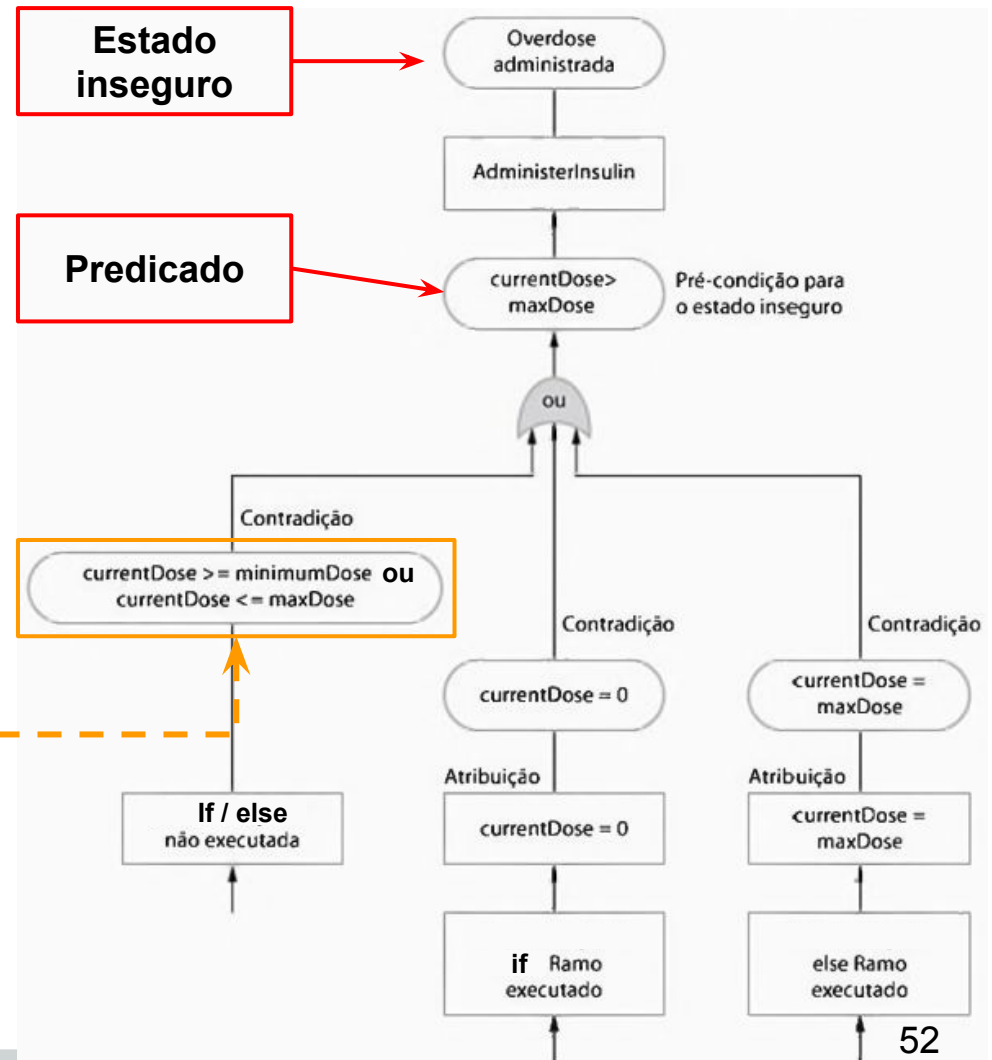 Estado
inseguro
Overdose
administrada
AdministerInsulin
Predicado
currentDose>
maxDose
Pré-condição para
o estado inseguro
ou
Contradição
currentDose >= minimumDose ou
currentDose <= maxDose
Contradição
Contradição
currentDose = 0
currentDose =
maxDose
Atribuição
Atribuição
If / else
não executada
currentDose = 0
currentDose =
maxDose
if Ramo
executado
else Ramo
executado
52